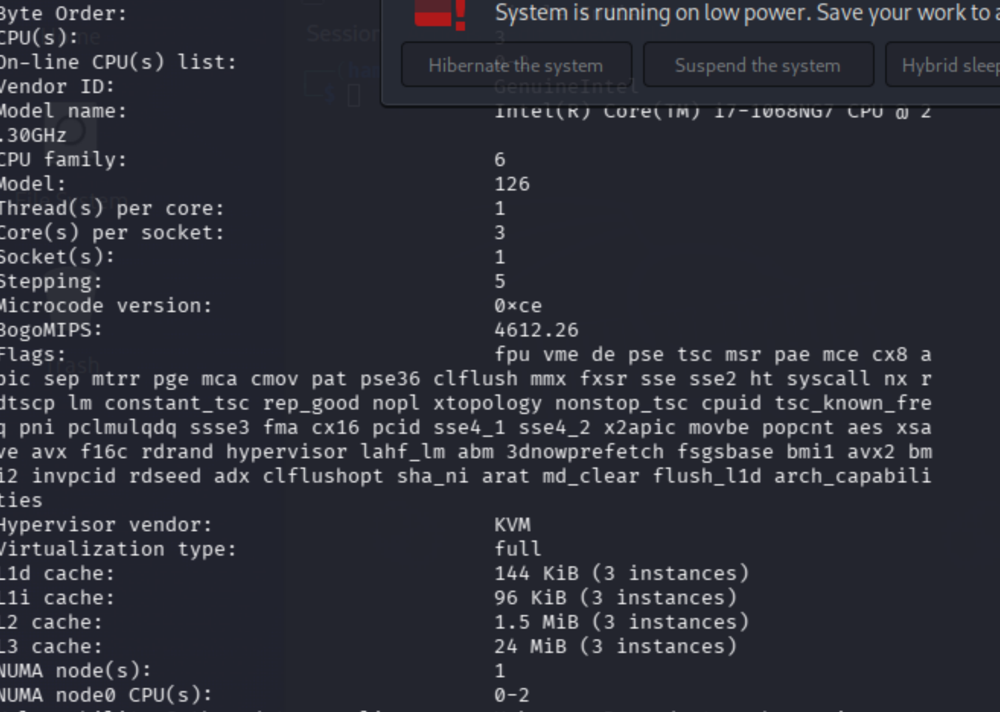 Byte Order:
System is running on low power. Save your work to a
CPU(s): 3
Home
Session
On-line CPU(s) list: 0-2
Hibernate the system
Suspend the system
Hybrid sleep
Vendor ID: GenuineIntel
$
Model name: Intel(R) Core(TM) i7-1068NG7 CPU @ 2
.30GHz
CPU family: 6
Model: 126
File System
Thread(s) per core: 1
Core(s) per socket: 3
Socket(s): 1
Stepping: 5
Microcode version: 0×ce
BogoMIPS: 4612.26
Flags: fpu vme de pse tsc msr pae mce cx8 a
Trash
pic sep mtrr pge mca cmov pat pse36 clflush mmx fxsr sse sse2 ht syscall nx r
dtscp lm constant_tsc rep_good nopl xtopology nonstop_tsc cpuid tsc_known_fre
q pni pclmulqdq ssse3 fma cx16 pcid sse4_1 sse4_2 x2apic movbe popcnt aes xsa
ve avx f16c rdrand hypervisor lahf_lm abm 3dnowprefetch fsgsbase bmi1 avx2 bm
i2 invpcid rdseed adx clflushopt sha_ni arat md_clear flush_l1d arch_capabili
ties
Hypervisor vendor: KVM
Virtualization type: full
L1d cache: 144 KiB (3 instances)
L1i cache: 96 KiB (3 instances)
L2 cache: 1.5 MiB (3 instances)
L3 cache: 24 MiB (3 instances)
NUMA node(s): 1
NUMA node0 CPU(s): 0-2